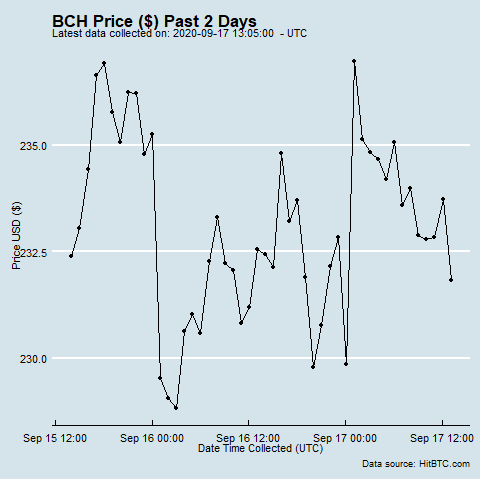 BCH Price ($) Past 2 Days
Latest data collected on: 2020-09-17 13:05:00  - UTC
Price USD ($)
235.0
232.5
230.0
Sep 15 12:00
Sep 16 00:00
Sep 16 12:00
Sep 17 00:00
Sep 17 12:00
Date Time Collected (UTC)
Data source: HitBTC.com